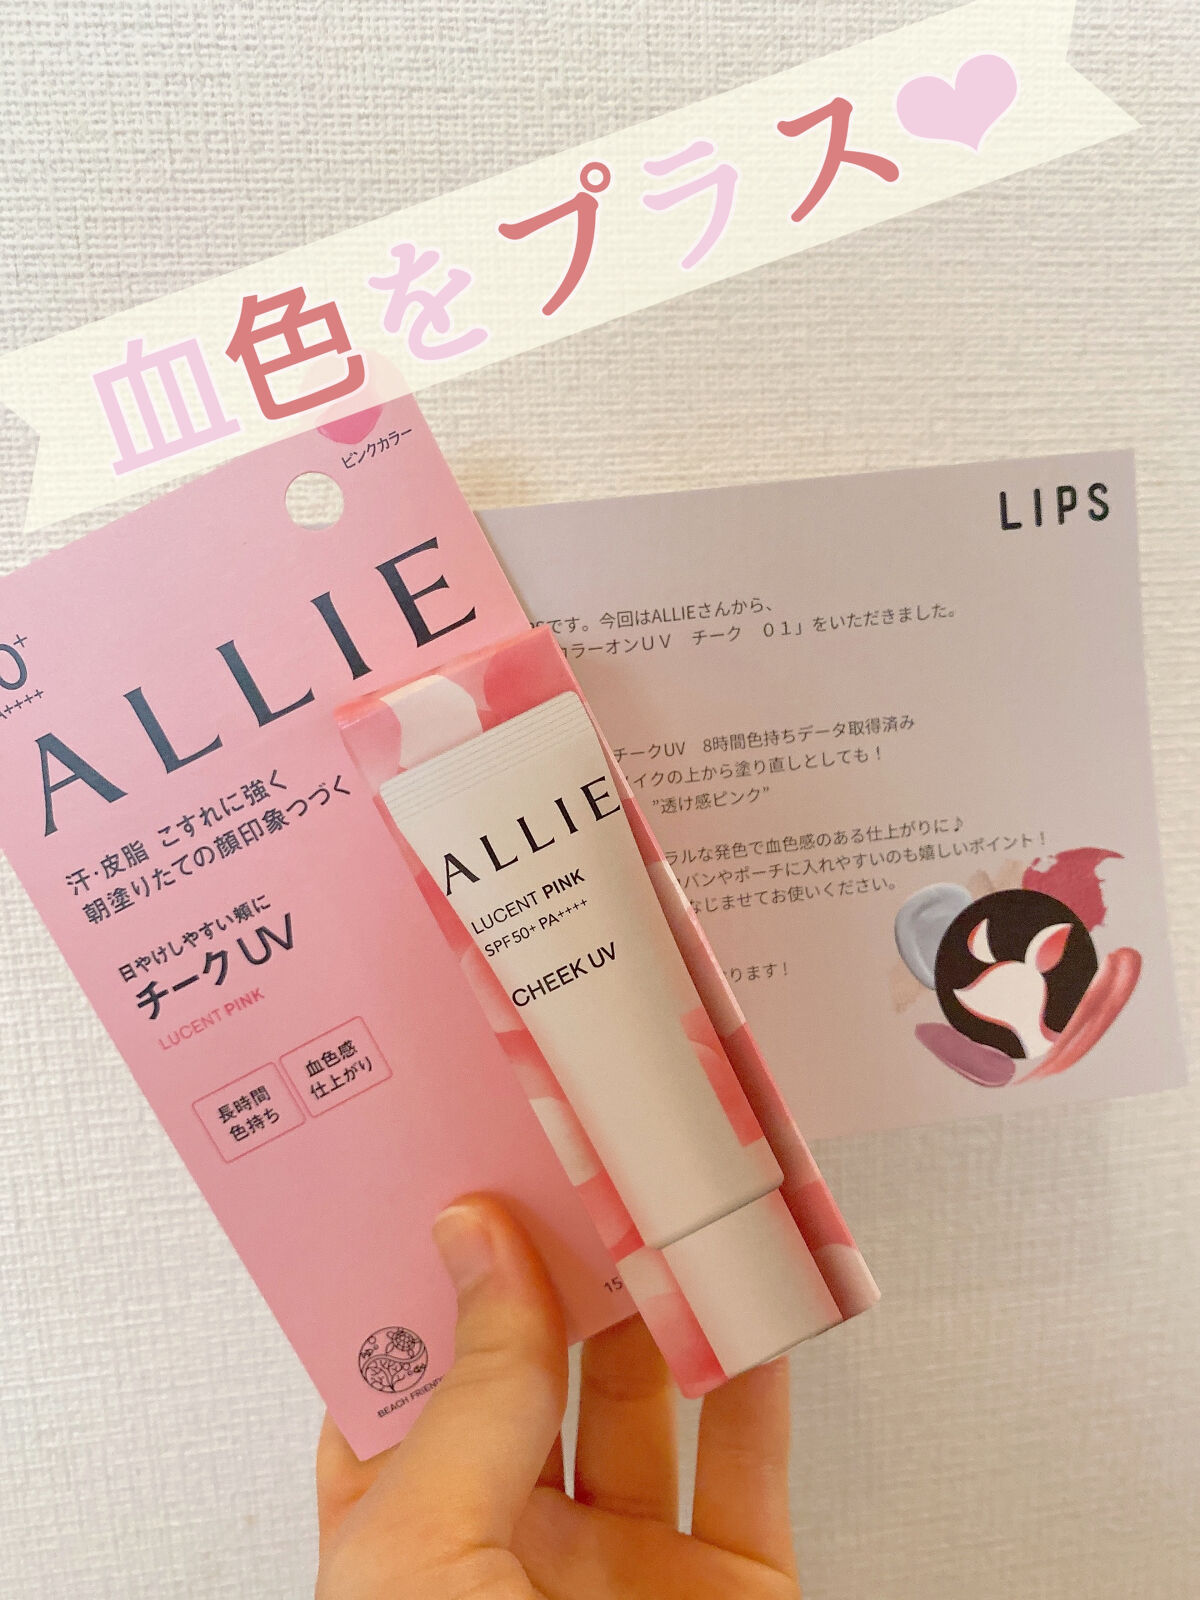 血色をプラス❤
ピンクカラー
ALLIE
汗・皮脂 こすれに強く
朝塗りたての顔印象つづく
日やけしやすい頬に
チークUV
LUCENT PINK
長時間
色持ち
血色感
仕上がり
15
BEACH FRIEND
ALLIE
LUCENT PINK
SPF50+ PA++++
CHEEK UV
LIPS
です。今回はALLIEさんから、
カラーオンUV チーク 01」をいただきました。
チークUV 8時間色持ちデータ取得済み
イクの上から塗り直しとしても！
"透け感ピンク"
ラルな発色で血色感のある仕上がりに♪
バンやポーチに入れやすいのも嬉しいポイント！
なじませてお使いください。
ります！